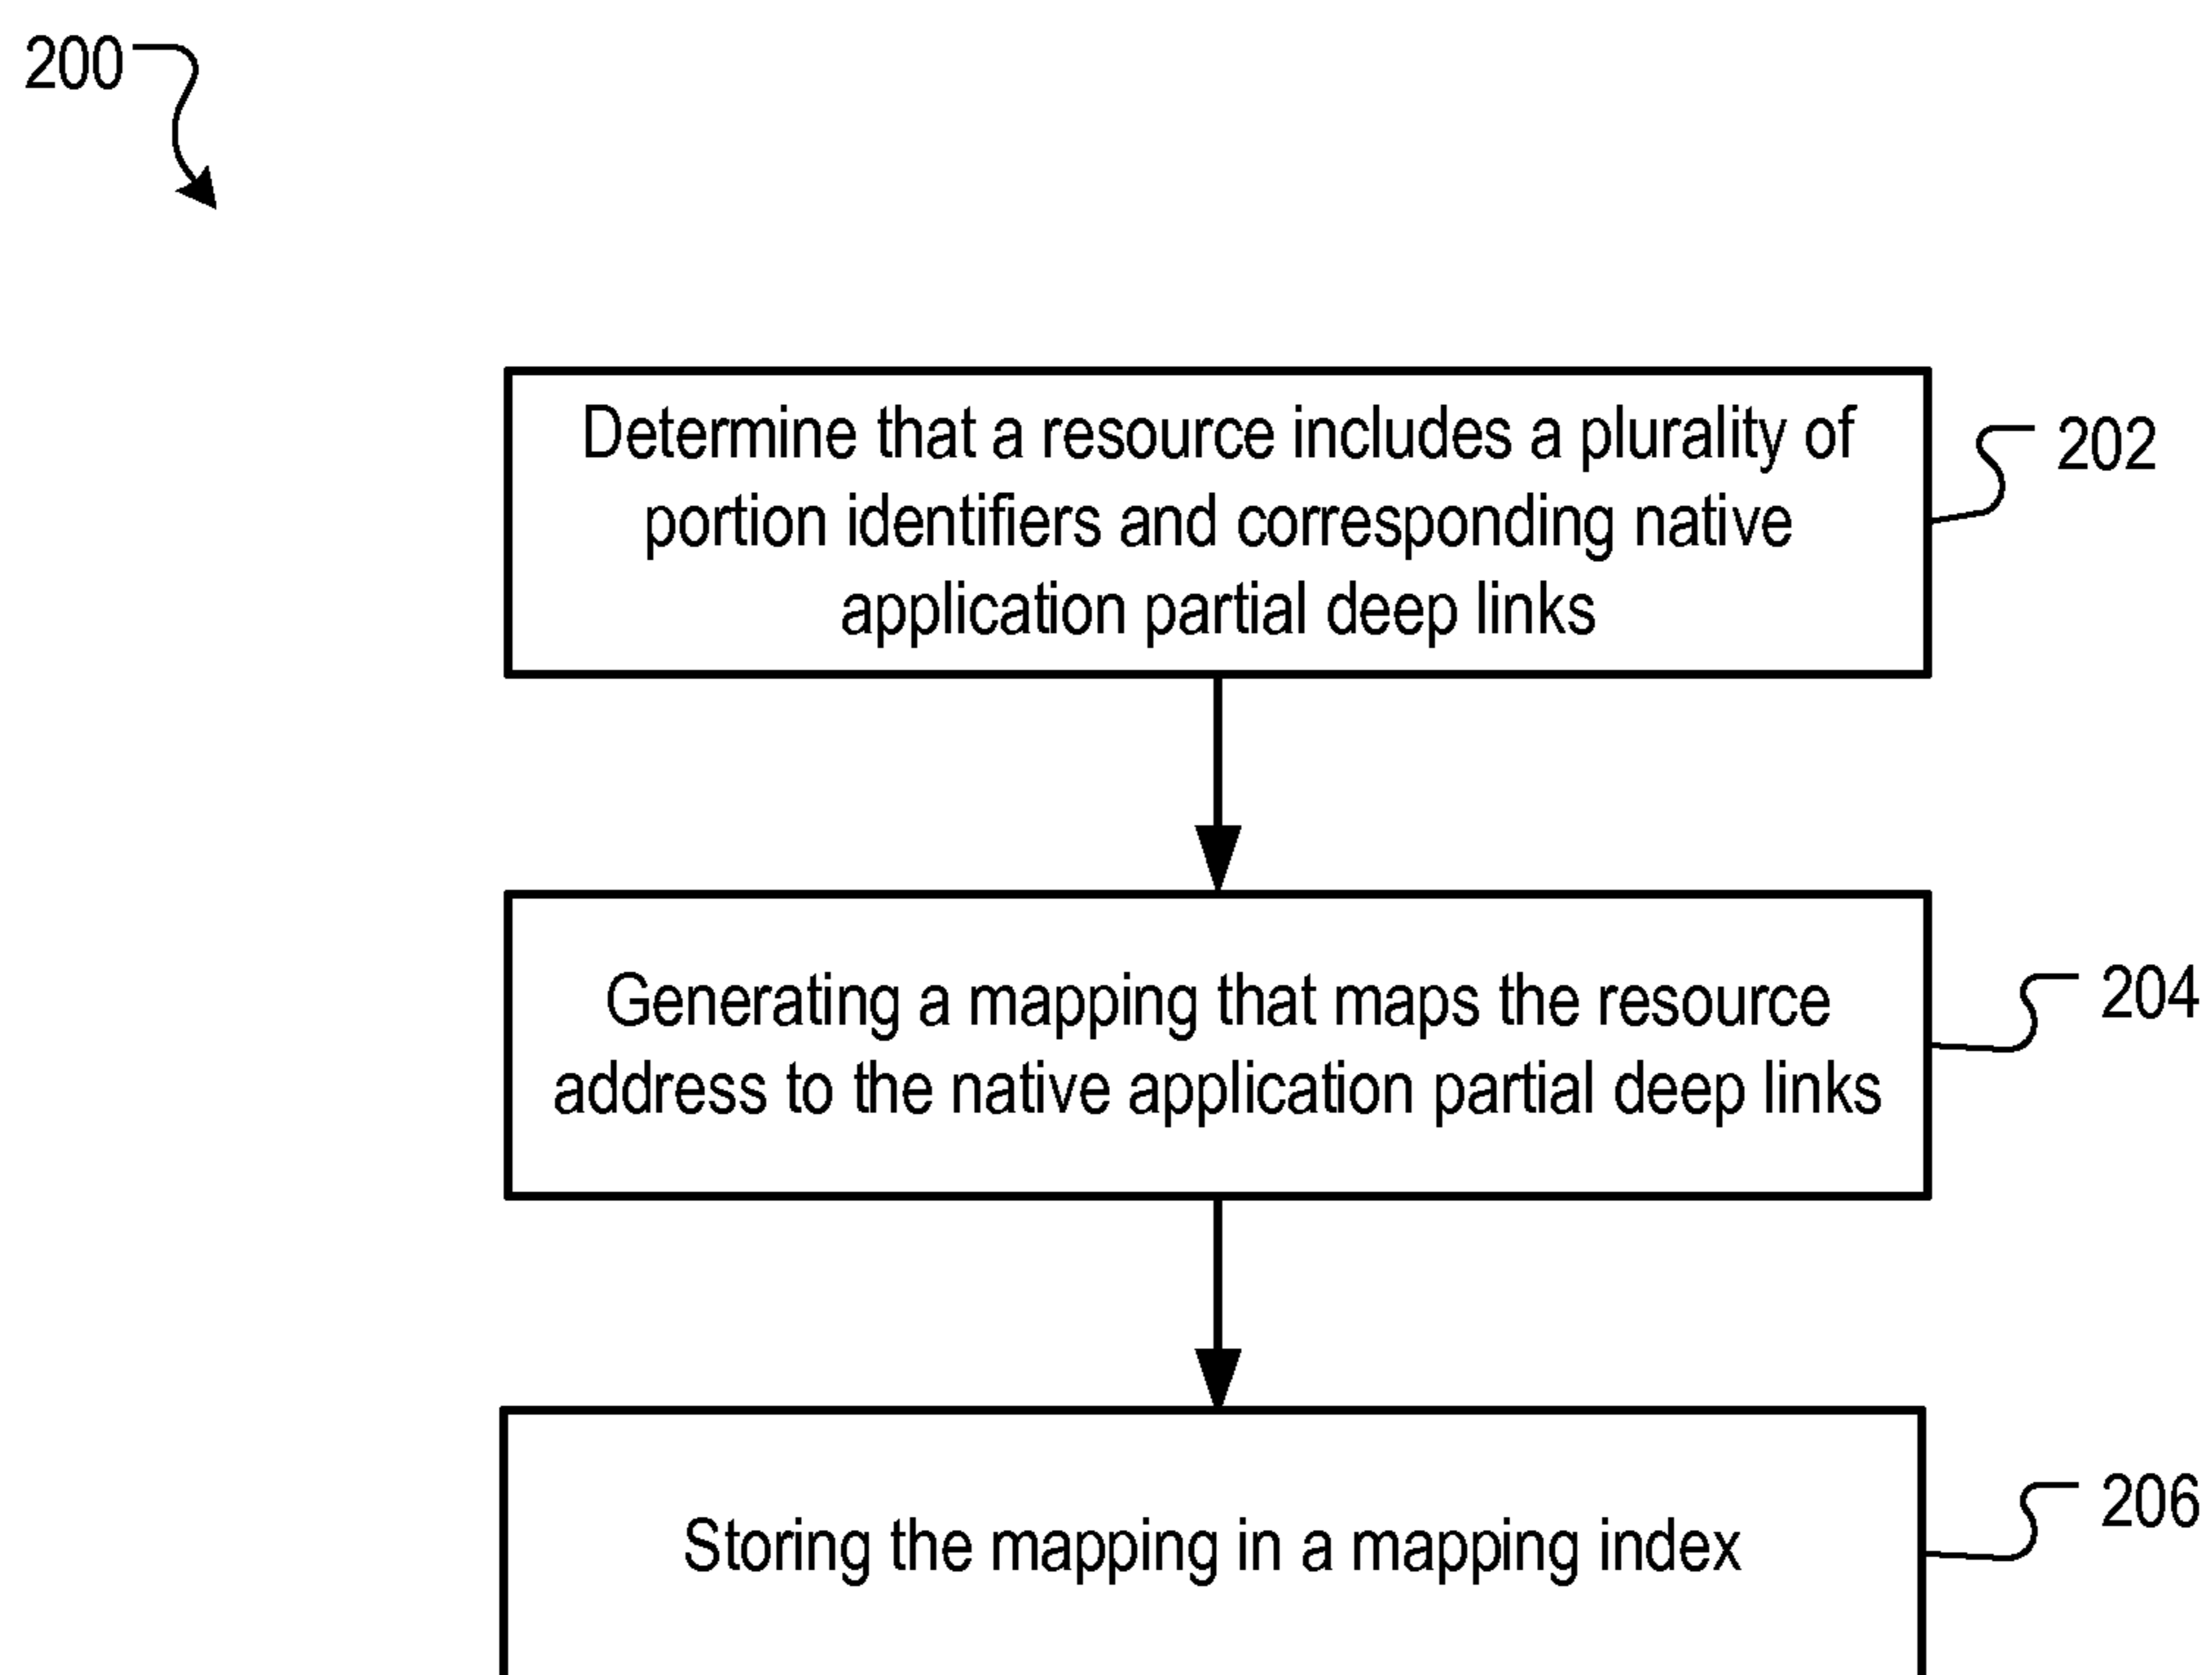 200
Determine that a resource includes a plurality of
portion identifiers and corresponding native
application partial deep links
202
Generating a mapping that maps the resource
address to the native application partial deep links
204
Storing the mapping in a mapping index
206